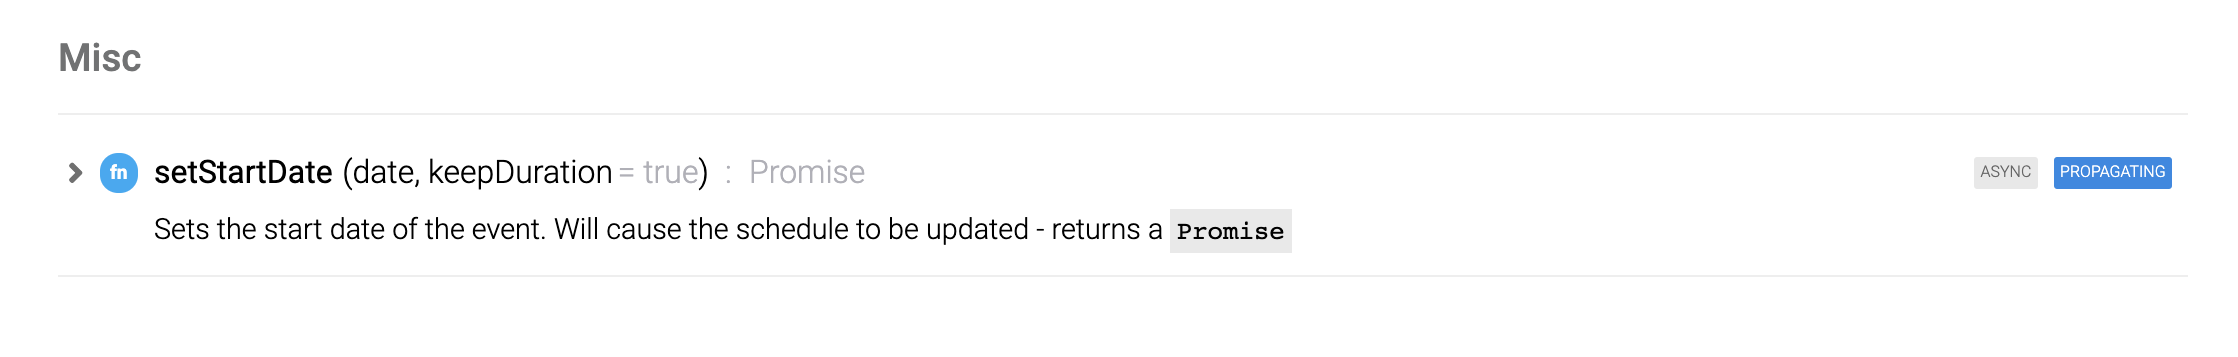 Misc
fn setStartDate (date, keepDuration = true) : Promise ASYNC PROPAGATING
Sets the start date of the event. Will cause the schedule to be updated - returns a Promise